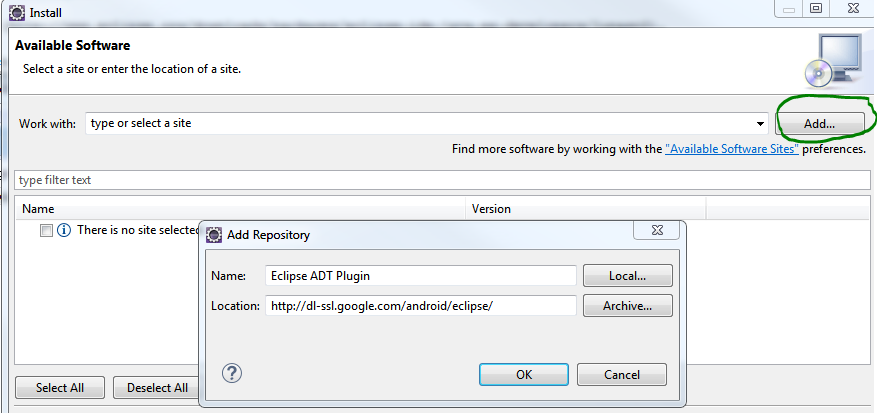 Install
Available Software
Select a site or enter the location of a site.
Work with: type or select a site Add...
Find more software by working with the "Available Software Sites" preferences.
type filter text
Name Version
There is no site selected
Add Repository
Name: Eclipse ADT Plugin Local...
Location: http://dl-ssl.google.com/android/eclipse/ Archive...
? OK Cancel
Select All Deselect All